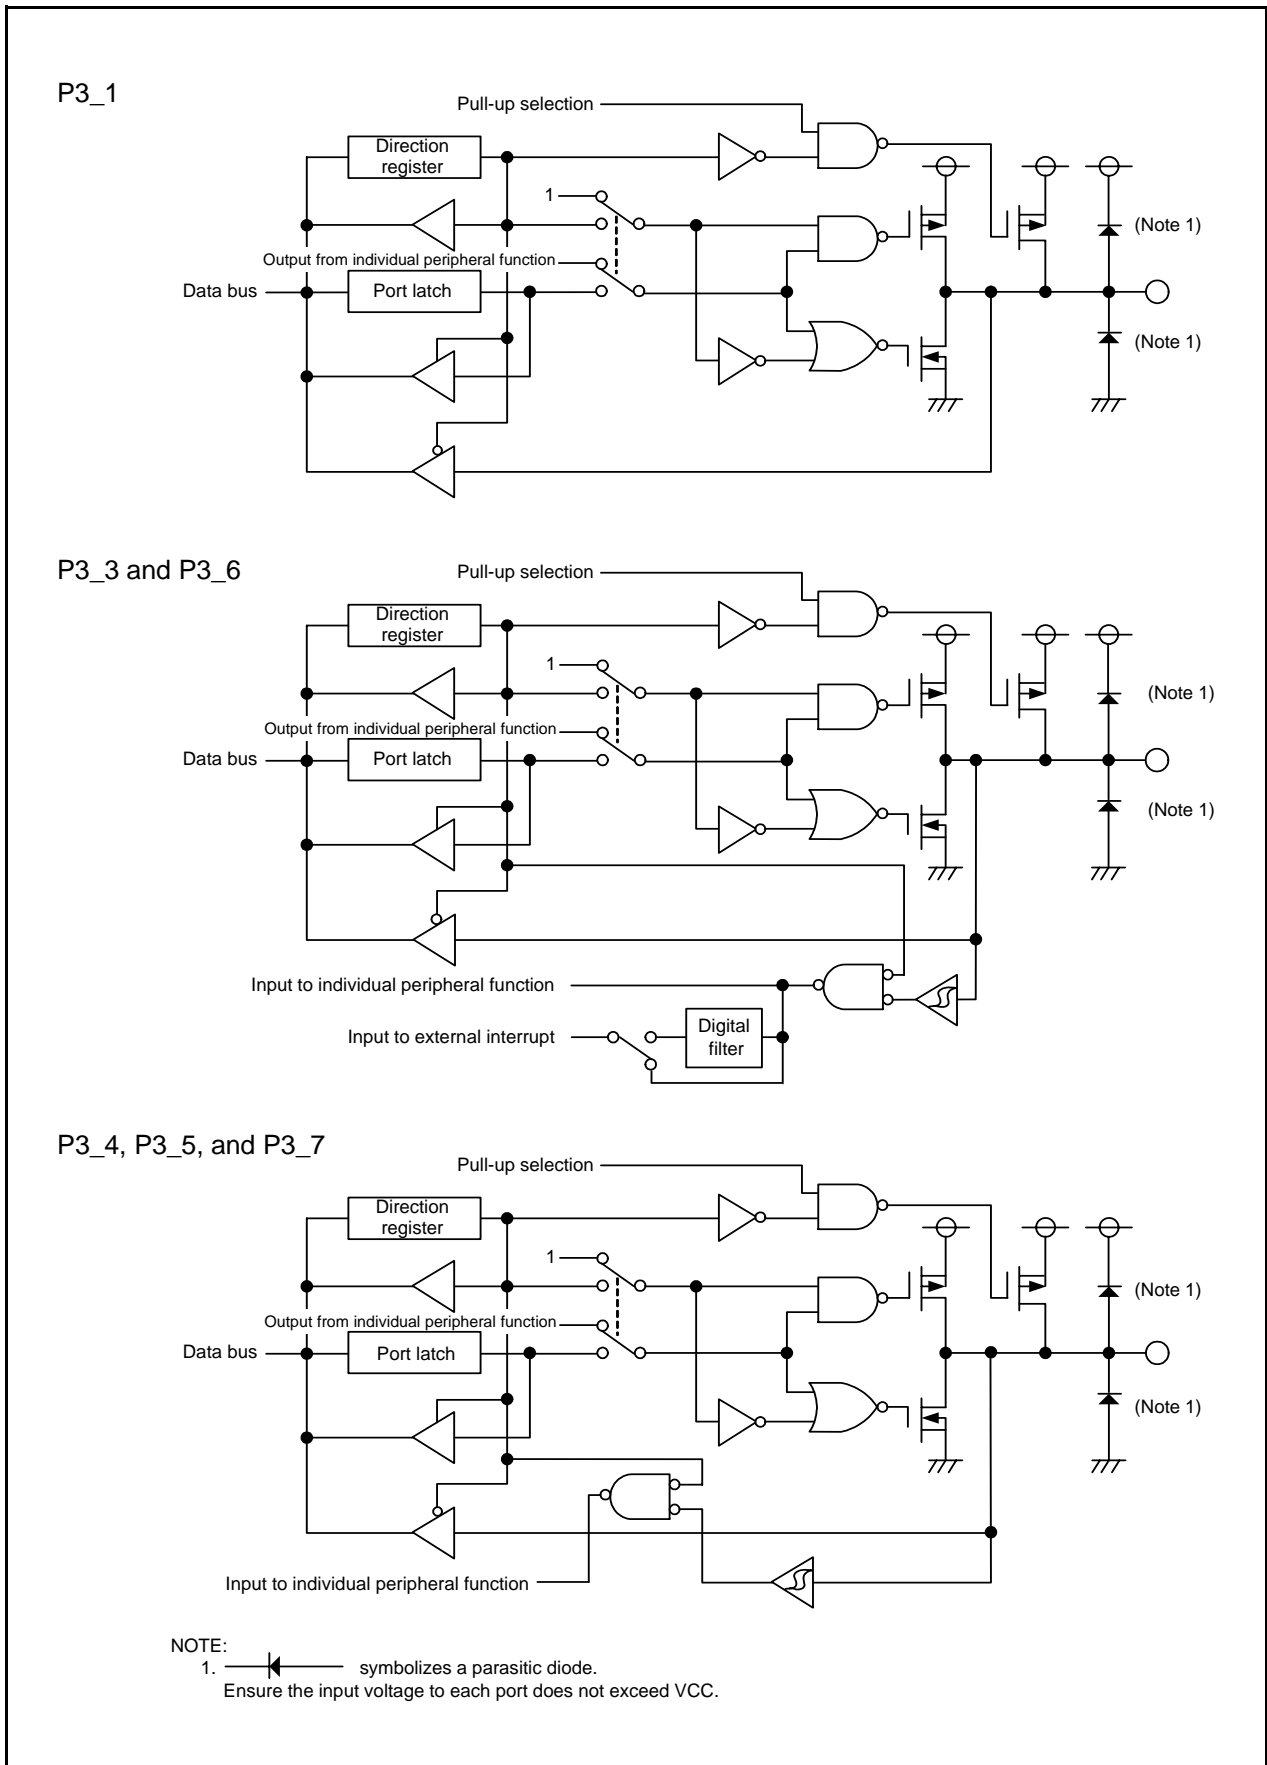 P3_1
Pull-up selection
Direction
register
1
(Note 1)
Output from individual peripheral function
Data bus
Port latch
(Note 1)
P3_3 and P3_6
Pull-up selection
Direction
register
1
(Note 1)
Output from individual peripheral function
Data bus
Port latch
(Note 1)
Input to individual peripheral function
Input to external interrupt
Digital
filter
P3_4, P3_5, and P3_7
Pull-up selection
Direction
register
1
(Note 1)
Output from individual peripheral function
Data bus
Port latch
(Note 1)
Input to individual peripheral function
NOTE:
1. symbolizes a parasitic diode.
Ensure the input voltage to each port does not exceed VCC.